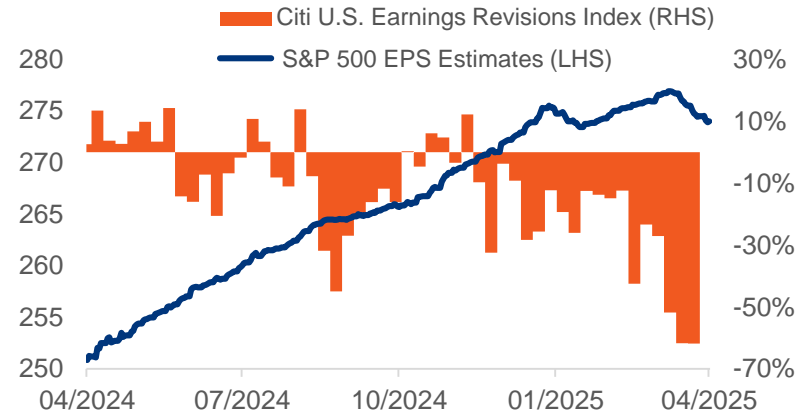 Citi U.S. Earnings Revisions Index (RHS)
S&P 500 EPS Estimates (LHS)
280 30%
275 10%
270 -10%
265 -30%
260 -50%
255
250 -70%
04/2024 07/2024 10/2024 01/2025 04/2025